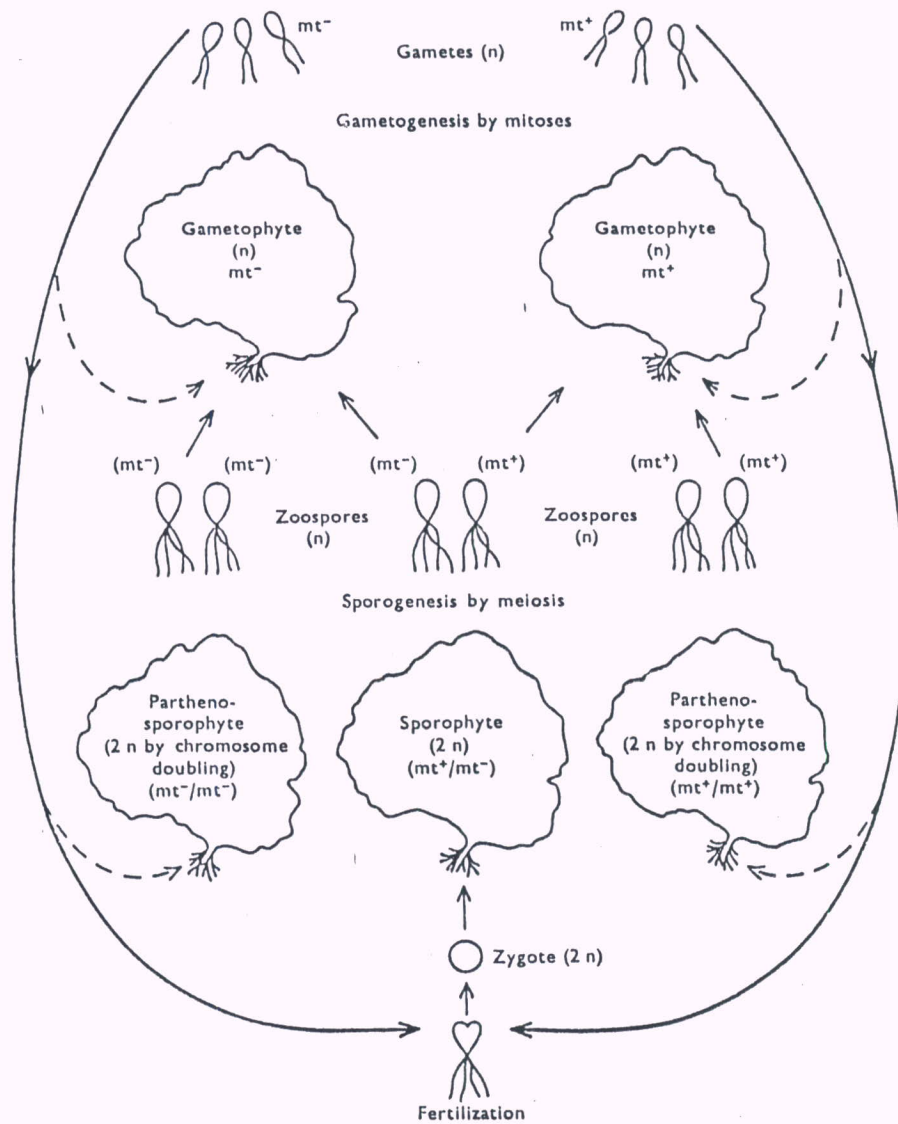 mt⁻
mt⁺
Gametes (n)
Gametogenesis by mitoses
Gametophyte
(n)
mt⁻
Gametophyte
(n)
mt⁺
(mt⁻)
(mt⁻)
(mt⁻)
(mt⁺)
(mt⁺)
(mt⁺)
Zoospores
(n)
Zoospores
(n)
Sporogenesis by meiosis
Partheno-
sporophyte
(2 n by chromosome
doubling)
(mt⁻/mt⁻)
Sporophyte
(2 n)
(mt⁺/mt⁻)
Partheno-
sporophyte
(2 n by chromosome
doubling)
(mt⁺/mt⁺)
Zygote (2 n)
Fertilization